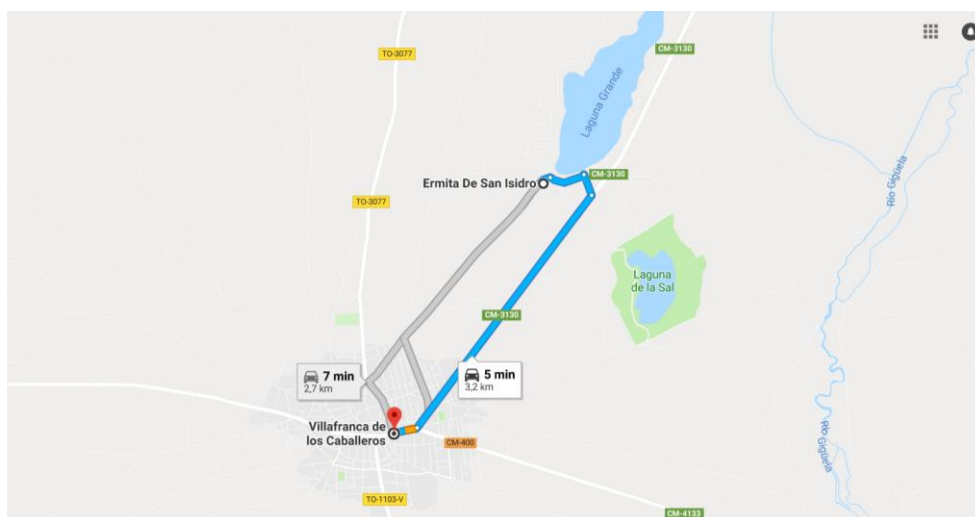 TO-3077
CM-3130
Laguna Grande
Río Gigüela
Ermita De San Isidro
CM-3130
TO-3077
Laguna
de la Sal
CM-3130
7 min
2,7 km
5 min
3,2 km
Villafranca de
los Caballeros
CM-400
Río Gigüela
TO-1103-V
CM-4133